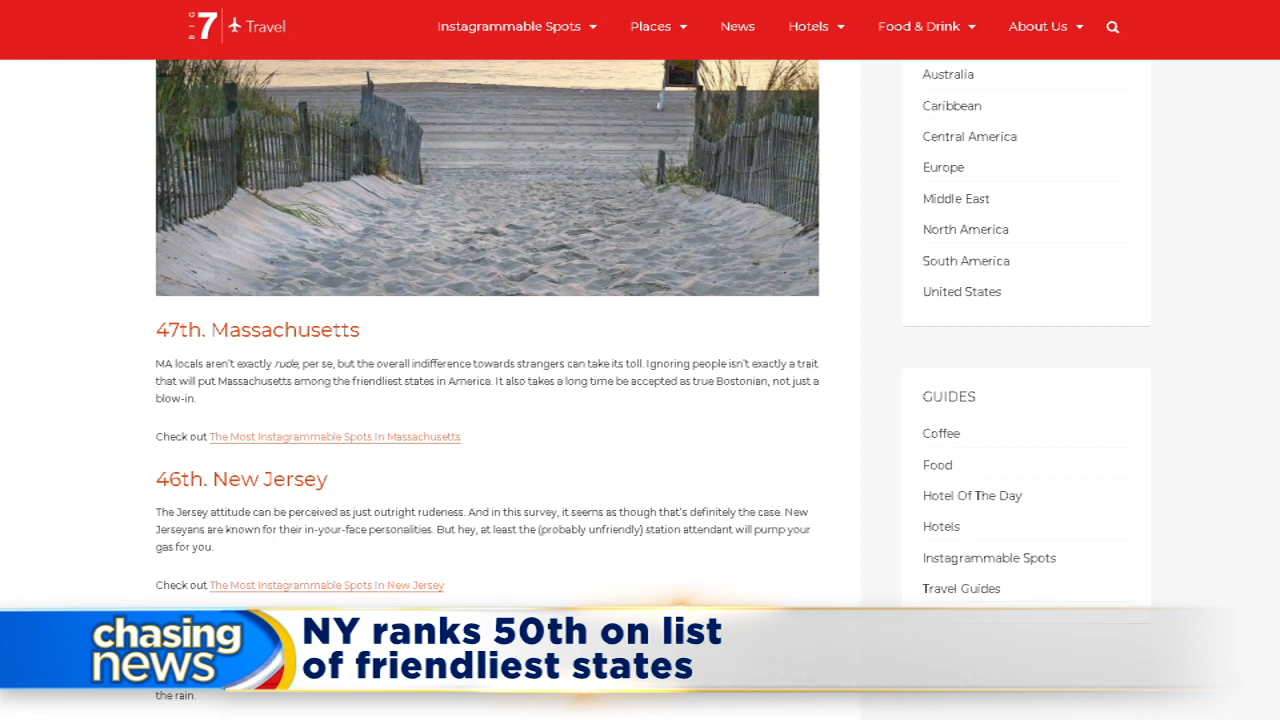 7 Travel
Instagrammable Spots Places News Hotels Food & Drink About Us
Australia
Caribbean
Central America
Europe
Middle East
North America
South America
United States
47th. Massachusetts
MA locals aren't exactly rude, per se, but the overall indifference towards strangers can take its toll. Ignoring people isn't exactly a trait
that will put Massachusetts among the friendliest states in America. It also takes a long time be accepted as true Bostonian, not just a
blow-in.
Check out The Most Instagrammable Spots In Massachusetts
46th. New Jersey
The Jersey attitude can be perceived as just outright rudeness. And in this survey, it seems as though that's definitely the case. New
Jerseyans are known for their in-your-face personalities. But hey, at least the (probably unfriendly) station attendant will pump your
gas for you.
Check out The Most Instagrammable Spots In New Jersey
GUIDES
Coffee
Food
Hotel Of The Day
Hotels
Instagrammable Spots
Travel Guides
chasing
news
NY ranks 50th on list
of friendliest states
the rain.